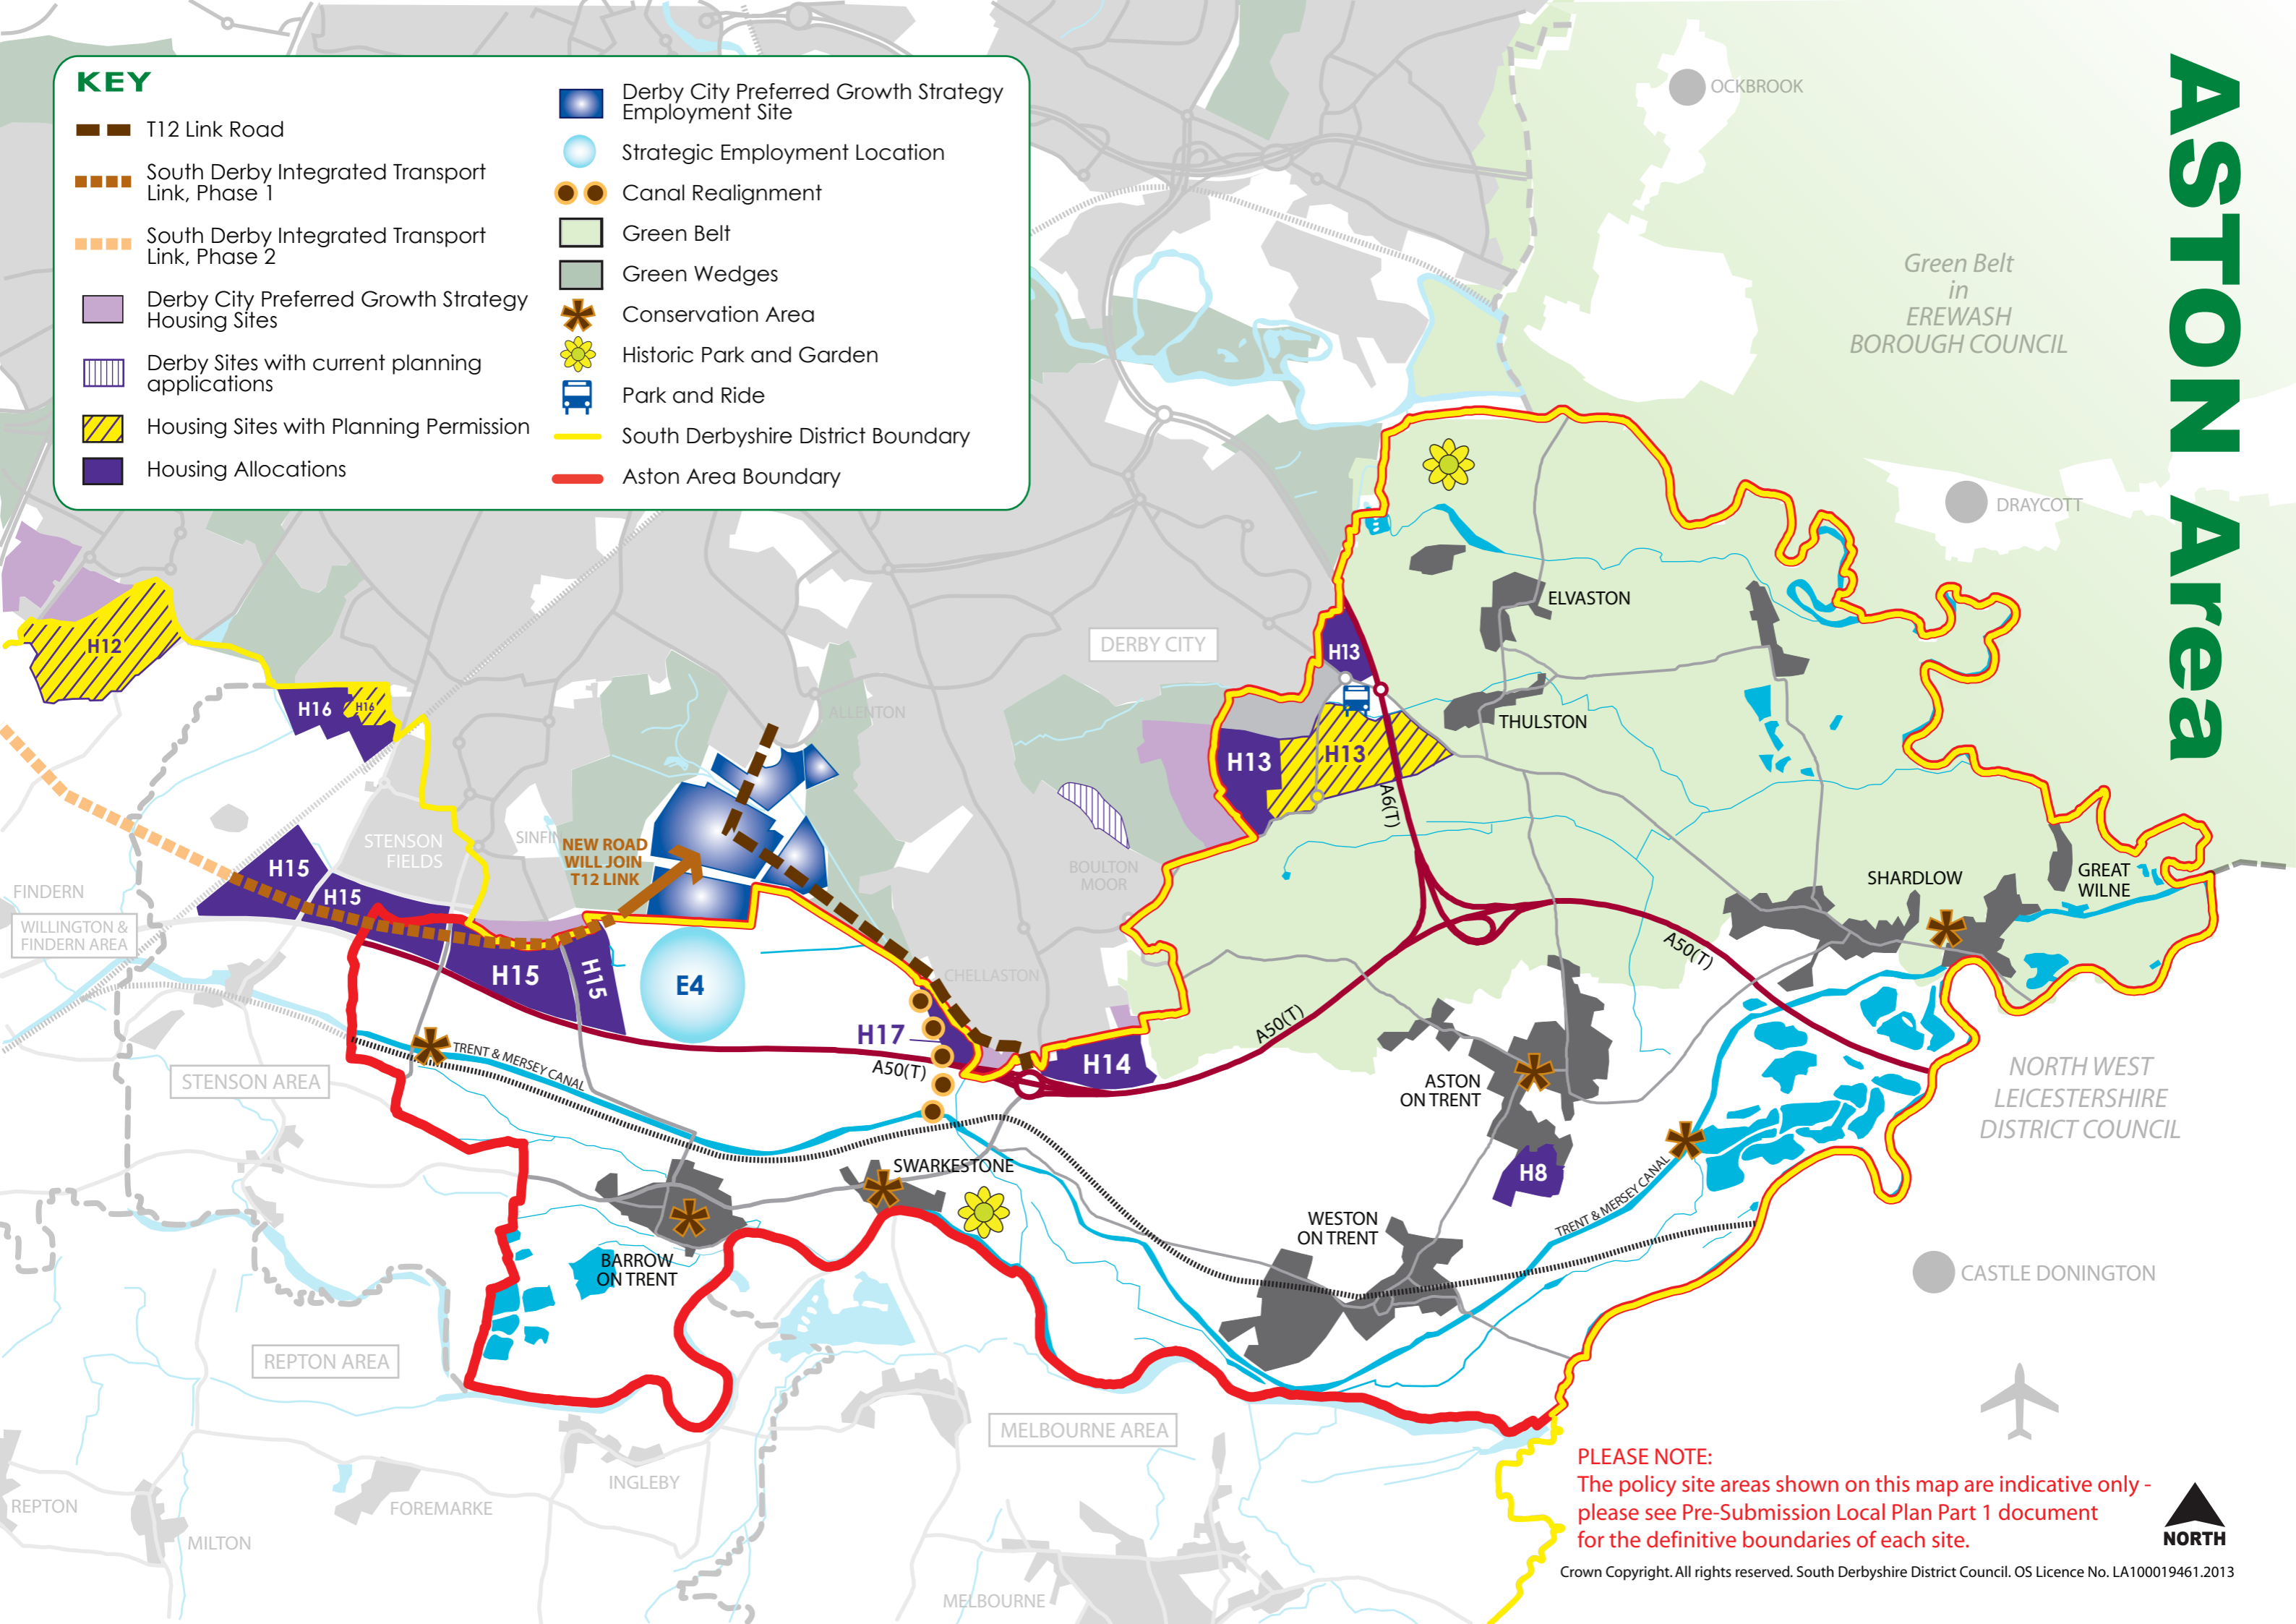 KEY
T12 Link Road
South Derby Integrated Transport
Link, Phase 1
South Derby Integrated Transport
Link, Phase 2
Derby City Preferred Growth Strategy
Housing Sites
Derby Sites with current planning
applications
Housing Sites with Planning Permission
Housing Allocations
Derby City Preferred Growth Strategy
Employment Site
Strategic Employment Location
Canal Realignment
Green Belt
Green Wedges
Conservation Area
Historic Park and Garden
Park and Ride
South Derbyshire District Boundary
Aston Area Boundary
ASTON Area
OCKBROOK
Green Belt
in
EREWASH
BOROUGH COUNCIL
DRAYCOTT
ELVASTON
DERBY CITY
H12
H13
H16
H16
ALLENTON
THULSTON
H13
H13
A6(T)
STENSON
FIELDS
SINFIN
NEW ROAD
WILL JOIN
T12 LINK
BOULTON
MOOR
H15
H15
FINDERN
WILLINGTON &
FINDERN AREA
SHARDLOW
GREAT
WILNE
H15
H15
E4
CHELLASTON
A50(T)
A50(T)
H17
A50(T)
H14
TRENT & MERSEY CANAL
STENSON AREA
ASTON
ON TRENT
NORTH WEST
LEICESTERSHIRE
DISTRICT COUNCIL
SWARKESTONE
H8
TRENT & MERSEY CANAL
WESTON
ON TRENT
BARROW
ON TRENT
CASTLE DONINGTON
REPTON AREA
MELBOURNE AREA
INGLEBY
FOREMARKE
REPTON
MILTON
MELBOURNE
PLEASE NOTE:
The policy site areas shown on this map are indicative only -
please see Pre-Submission Local Plan Part 1 document
for the definitive boundaries of each site.
NORTH
Crown Copyright. All rights reserved. South Derbyshire District Council. OS Licence No. LA100019461.2013